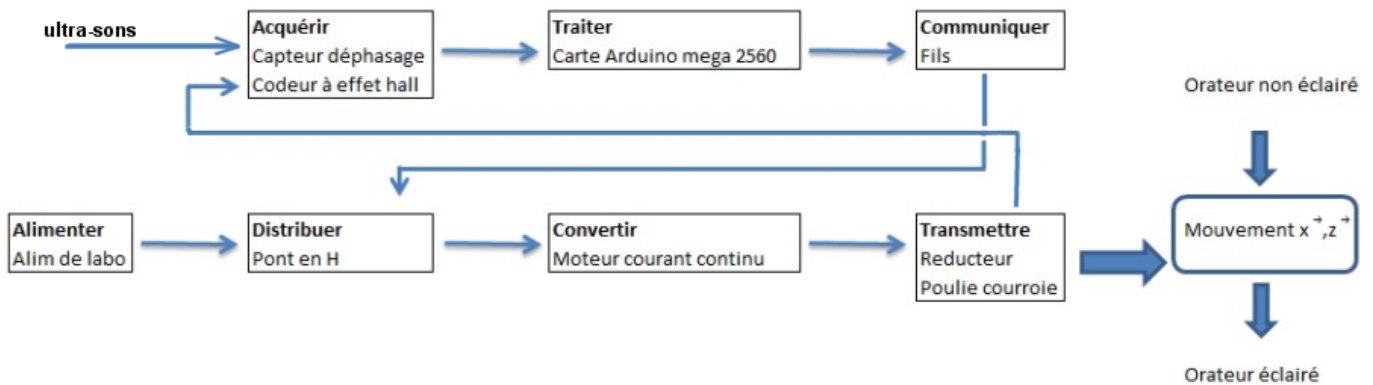 ultra-sons
Acquérir
Capteur déphasage
Codeur à effet hall
Traiter
Carte Arduino mega 2560
Communiquer
Fils
Orateur non éclairé
Alimenter
Alim de labo
Distribuer
Pont en H
Convertir
Moteur courant continu
Transmettre
Reducteur
Poulie courroie
Mouvement x→,z→
Orateur éclairé